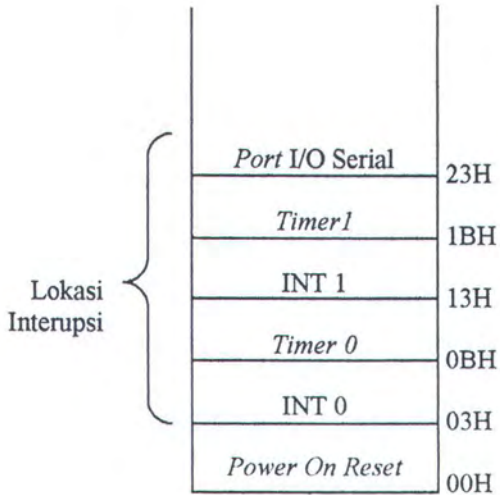 Port I/O Serial
23H
Timer1
1BH
INT 1
13H
Lokasi
Interupsi
Timer 0
0BH
INT 0
03H
Power On Reset
00H